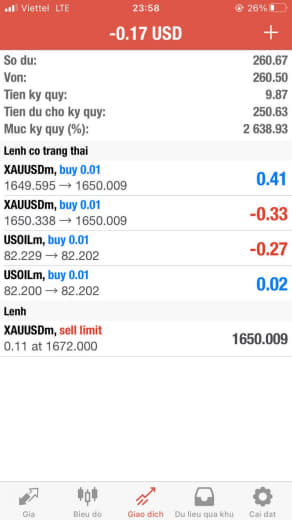 Viettel LTE 23:58 26%
-0.17 USD +
So du: 260.67
Von: 260.50
Tien ky quy: 9.87
Tien du cho ky quy: 250.63
Muc ky quy (%): 2 638.93
Lenh co trang thai
XAUUSDm, buy 0.01
1649.595 → 1650.009 0.41
XAUUSDm, buy 0.01
1650.338 → 1650.009 -0.33
USOILm, buy 0.01
82.229 → 82.202 -0.27
USOILm, buy 0.01
82.200 → 82.202 0.02
Lenh
XAUUSDm, sell limit
0.11 at 1672.000 1650.009
Gia Bieu do Giao dich Du lieu qua khu Cai dat